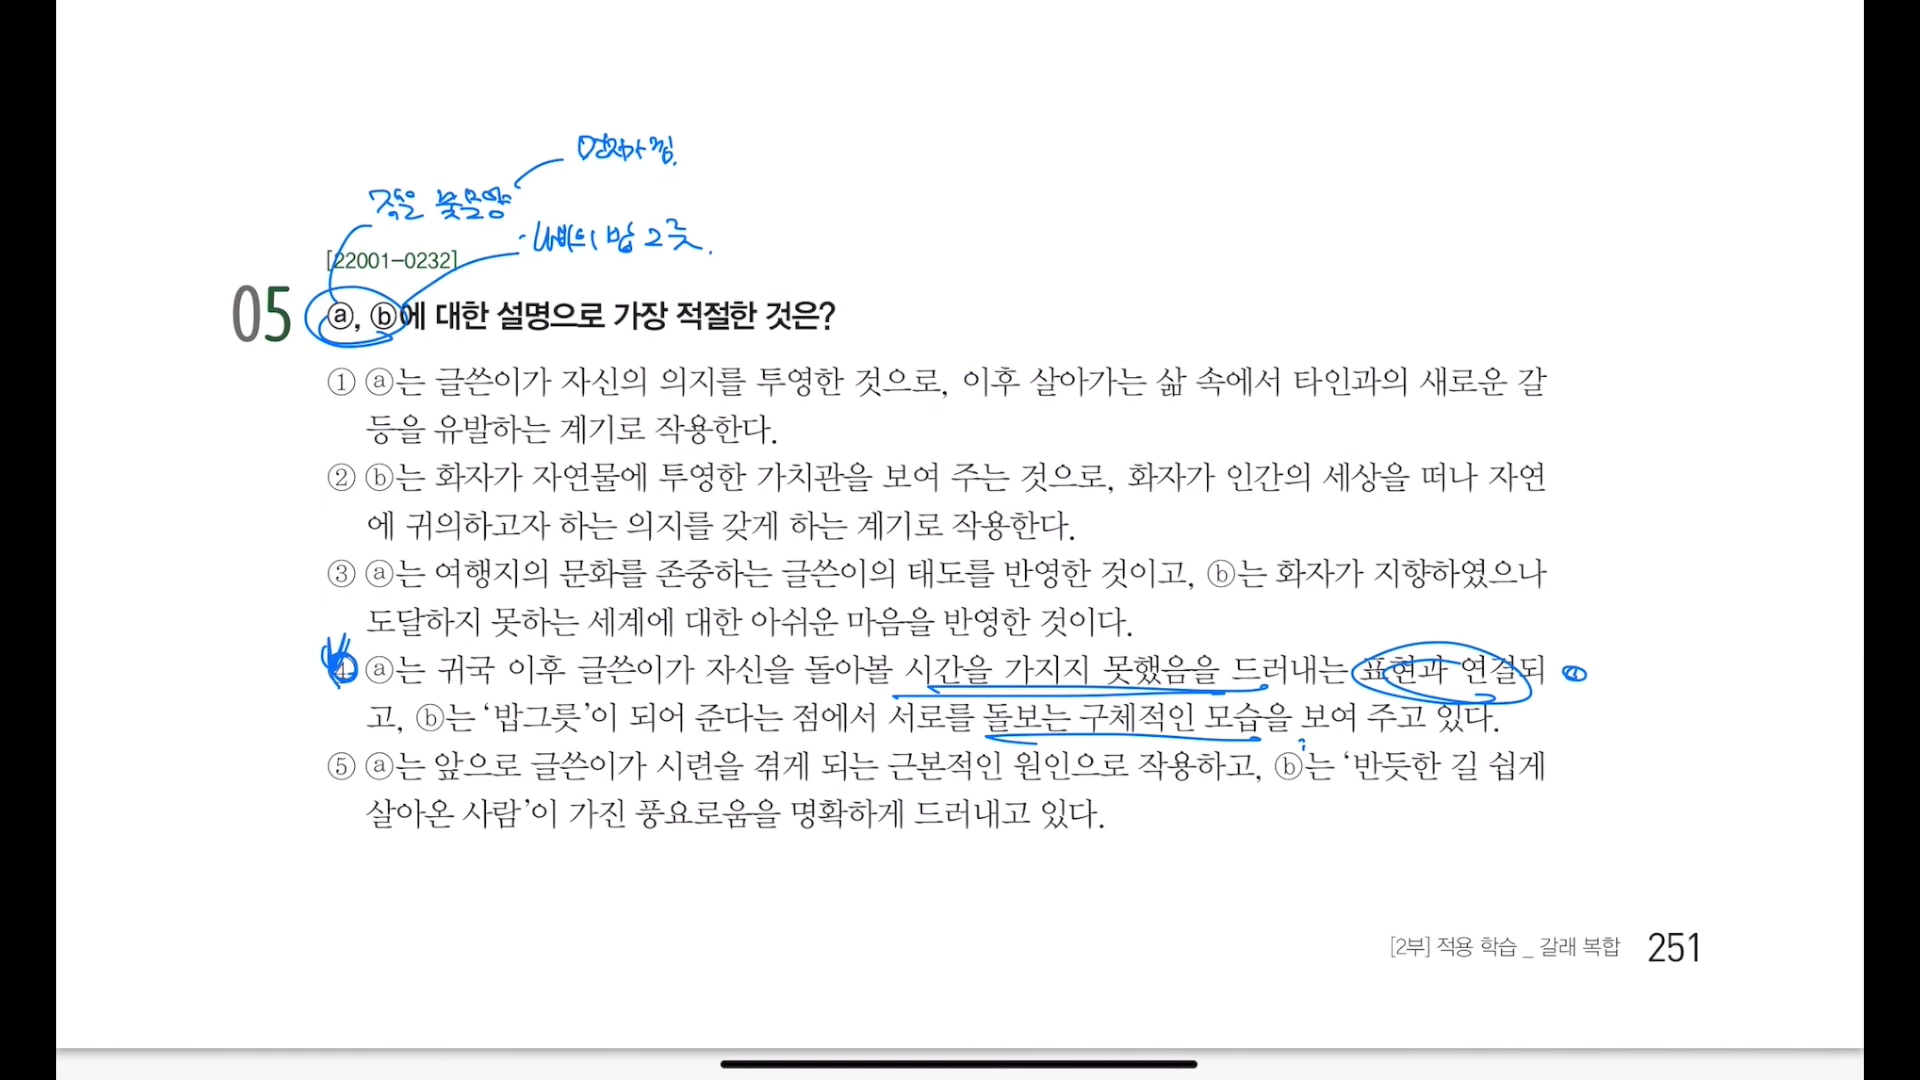 작은 붓모양
[22001-0232]
05 ⓐ, ⓑ에 대한 설명으로 가장 적절한 것은?
① ⓐ는 글쓴이가 자신의 의지를 투영한 것으로, 이후 살아가는 삶 속에서 타인과의 새로운 갈
등을 유발하는 계기로 작용한다.
② ⓑ는 화자가 자연물에 투영한 가치관을 보여 주는 것으로, 화자가 인간의 세상을 떠나 자연
에 귀의하고자 하는 의지를 갖게 하는 계기로 작용한다.
③ ⓐ는 여행지의 문화를 존중하는 글쓴이의 태도를 반영한 것이고, ⓑ는 화자가 지향하였으나
도달하지 못하는 세계에 대한 아쉬운 마음을 반영한 것이다.
④ ⓐ는 귀국 이후 글쓴이가 자신을 돌아볼 시간을 가지지 못했음을 드러내는 표현과 연결되
고, ⓑ는 ‘밥그릇’이 되어 준다는 점에서 서로를 돌보는 구체적인 모습을 보여 주고 있다.
⑤ ⓐ는 앞으로 글쓴이가 시련을 겪게 되는 근본적인 원인으로 작용하고, ⓑ는 ‘반듯한 길 쉽게
살아온 사람’이 가진 풍요로움을 명확하게 드러내고 있다.
[2부] 적용 학습 _ 갈래 복합 251